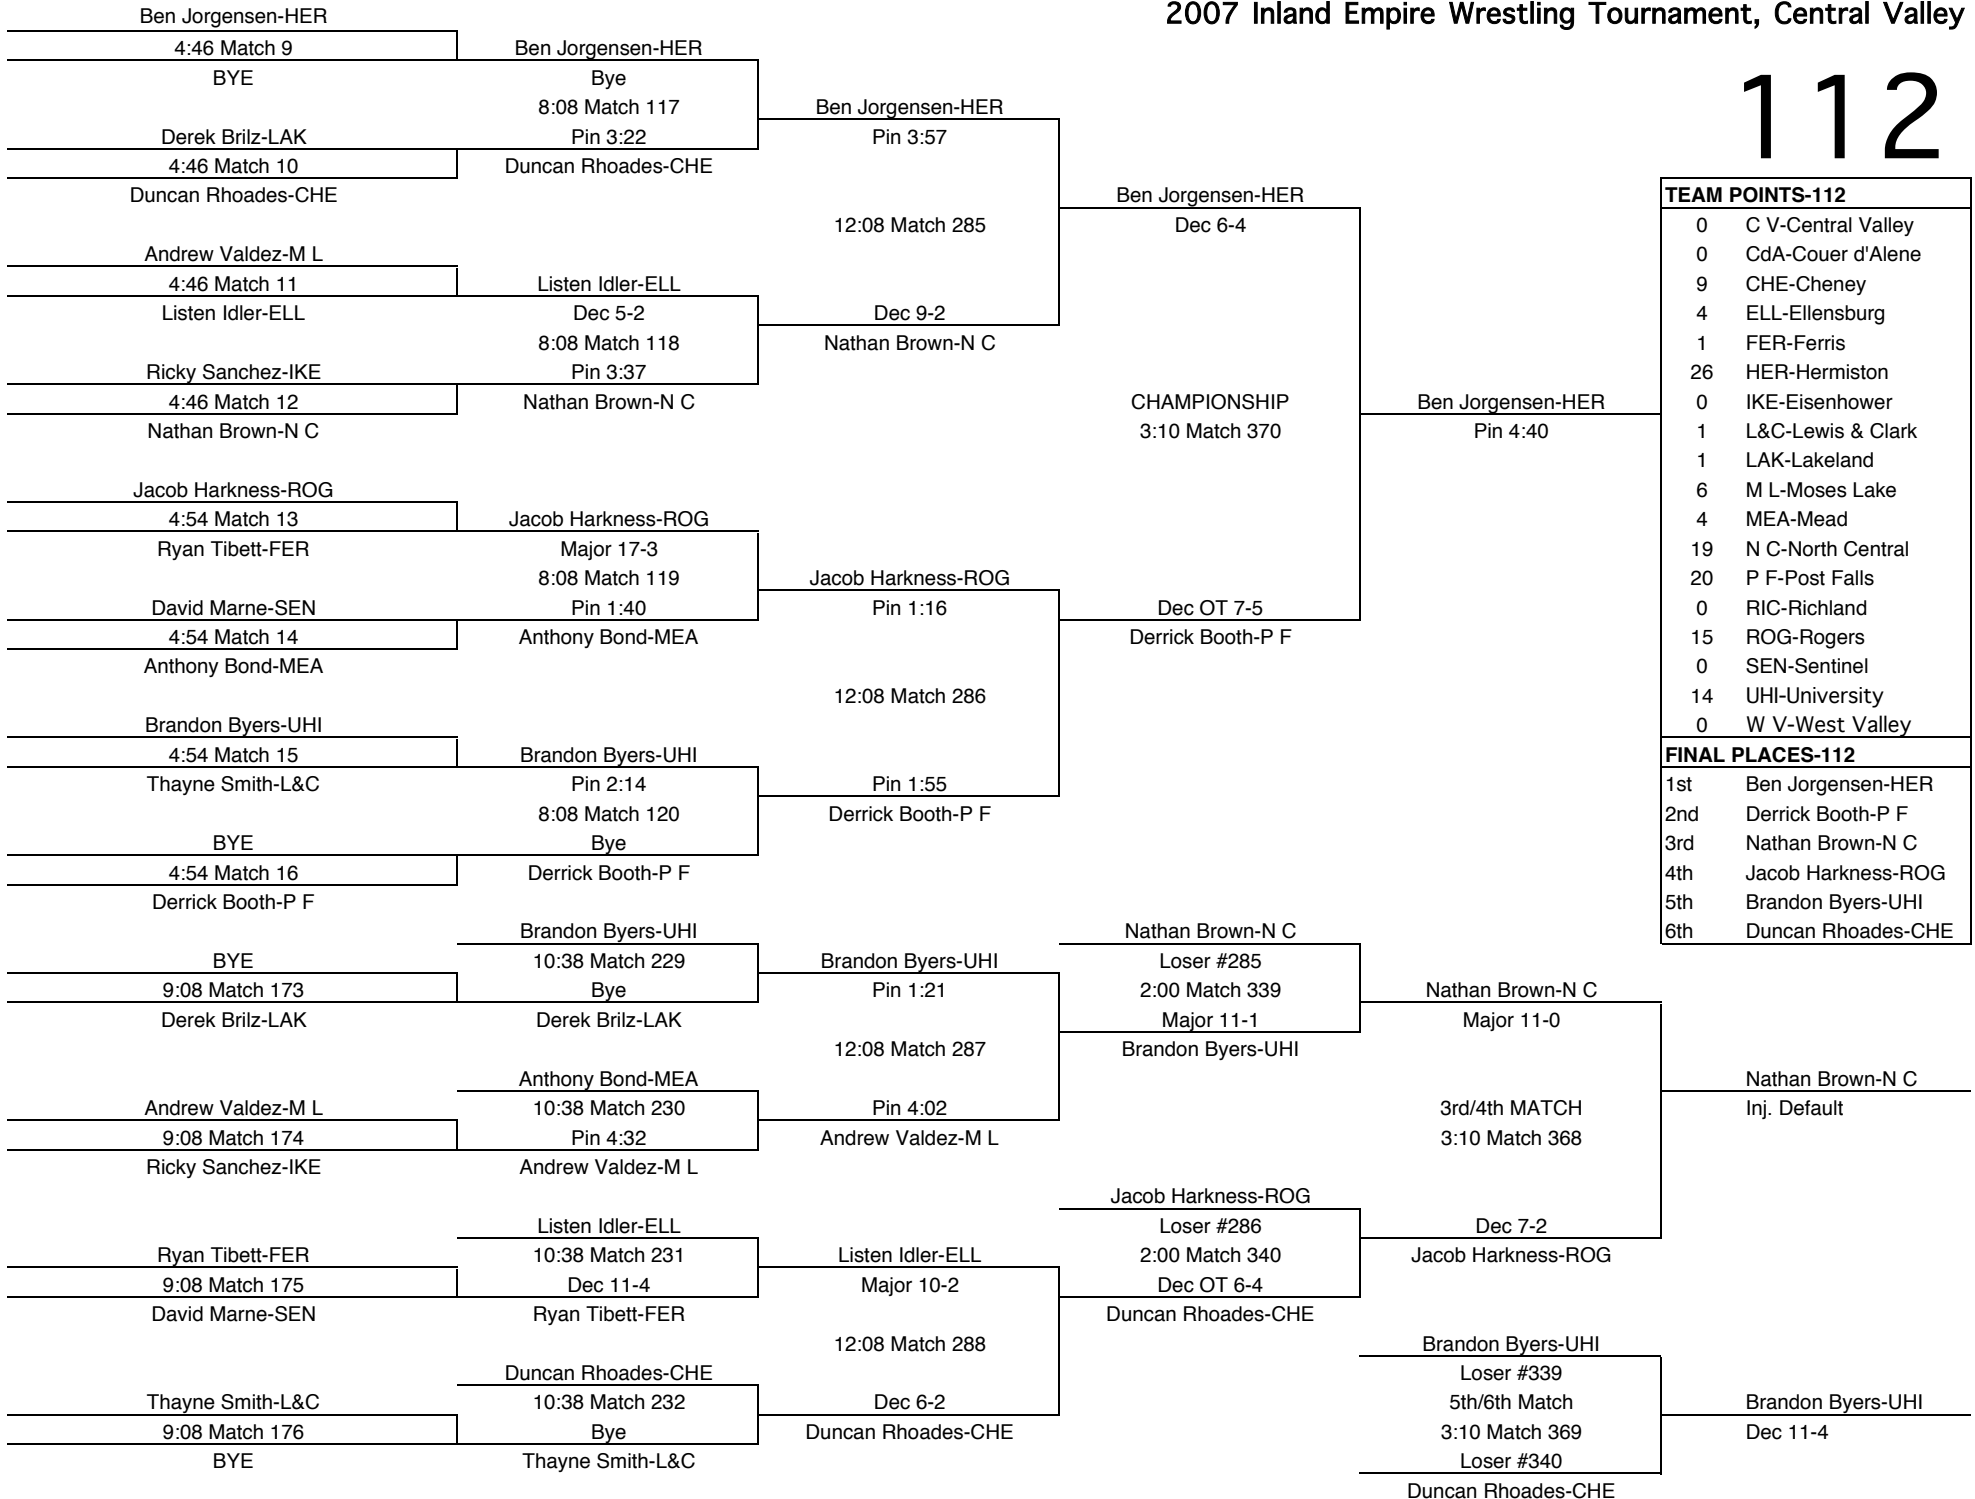 2007 Inland Empire Wrestling Tournament, Central Valley
112
Ben Jorgensen-HER
4:46 Match 9
BYE
Derek Brilz-LAK
4:46 Match 10
Duncan Rhoades-CHE
Andrew Valdez-M L
4:46 Match 11
Listen Idler-ELL
Ricky Sanchez-IKE
4:46 Match 12
Nathan Brown-N C
Jacob Harkness-ROG
4:54 Match 13
Ryan Tibett-FER
David Marne-SEN
4:54 Match 14
Anthony Bond-MEA
Brandon Byers-UHI
4:54 Match 15
Thayne Smith-L&C
BYE
4:54 Match 16
Derrick Booth-P F
Ben Jorgensen-HER
Bye
8:08 Match 117
Pin 3:22
Duncan Rhoades-CHE
Listen Idler-ELL
Dec 5-2
8:08 Match 118
Pin 3:37
Nathan Brown-N C
Jacob Harkness-ROG
Major 17-3
8:08 Match 119
Pin 1:40
Anthony Bond-MEA
Brandon Byers-UHI
Pin 2:14
8:08 Match 120
Bye
Derrick Booth-P F
Ben Jorgensen-HER
Pin 3:57
12:08 Match 285
Dec 9-2
Nathan Brown-N C
Jacob Harkness-ROG
Pin 1:16
12:08 Match 286
Pin 1:55
Derrick Booth-P F
Ben Jorgensen-HER
Dec 6-4
CHAMPIONSHIP
3:10 Match 370
Dec OT 7-5
Derrick Booth-P F
Ben Jorgensen-HER
Pin 4:40
TEAM POINTS-112
0 C V-Central Valley
0 CdA-Couer d'Alene
9 CHE-Cheney
4 ELL-Ellensburg
1 FER-Ferris
26 HER-Hermiston
0 IKE-Eisenhower
1 L&C-Lewis & Clark
1 LAK-Lakeland
6 M L-Moses Lake
4 MEA-Mead
19 N C-North Central
20 P F-Post Falls
0 RIC-Richland
15 ROG-Rogers
0 SEN-Sentinel
14 UHI-University
0 W V-West Valley
FINAL PLACES-112
1st Ben Jorgensen-HER
2nd Derrick Booth-P F
3rd Nathan Brown-N C
4th Jacob Harkness-ROG
5th Brandon Byers-UHI
6th Duncan Rhoades-CHE
BYE
9:08 Match 173
Derek Brilz-LAK
Andrew Valdez-M L
9:08 Match 174
Ricky Sanchez-IKE
Ryan Tibett-FER
9:08 Match 175
David Marne-SEN
Thayne Smith-L&C
9:08 Match 176
BYE
Brandon Byers-UHI
10:38 Match 229
Bye
Derek Brilz-LAK
Anthony Bond-MEA
10:38 Match 230
Pin 4:32
Andrew Valdez-M L
Listen Idler-ELL
10:38 Match 231
Dec 11-4
Ryan Tibett-FER
Duncan Rhoades-CHE
10:38 Match 232
Bye
Thayne Smith-L&C
Brandon Byers-UHI
Pin 1:21
12:08 Match 287
Pin 4:02
Andrew Valdez-M L
Listen Idler-ELL
Major 10-2
12:08 Match 288
Dec 6-2
Duncan Rhoades-CHE
Nathan Brown-N C
Loser #285
2:00 Match 339
Major 11-1
Brandon Byers-UHI
Jacob Harkness-ROG
Loser #286
2:00 Match 340
Dec OT 6-4
Duncan Rhoades-CHE
Nathan Brown-N C
Major 11-0
3rd/4th MATCH
3:10 Match 368
Dec 7-2
Jacob Harkness-ROG
Brandon Byers-UHI
Loser #339
5th/6th Match
3:10 Match 369
Loser #340
Duncan Rhoades-CHE
Nathan Brown-N C
Inj. Default
Brandon Byers-UHI
Dec 11-4